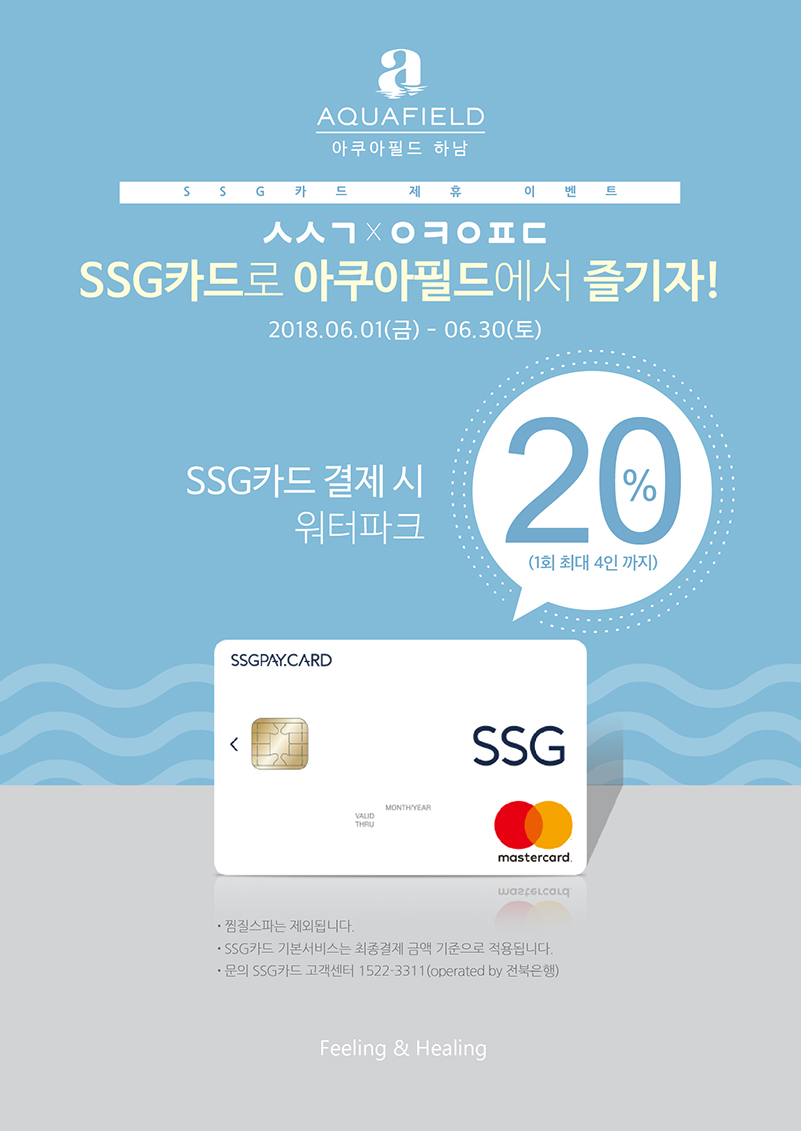 a
AQUAFIELD
아쿠아필드 하남
SSG카드 제휴 이벤트
ㅅㅅㄱ x ㅇㅋㅇㅍㄷ
SSG카드로 아쿠아필드에서 즐기자!
2018.06.01(금) - 06.30(토)
SSG카드 결제 시
워터파크
20%
(1회 최대 4인 까지)
SSGPAY.CARD
SSG
MONTH/YEAR
VALID
THRU
mastercard.
• 찜질스파는 제외됩니다.
• SSG카드 기본서비스는 최종결제 금액 기준으로 적용됩니다.
• 문의 SSG카드 고객센터 1522-3311(operated by 전북은행)
Feeling & Healing